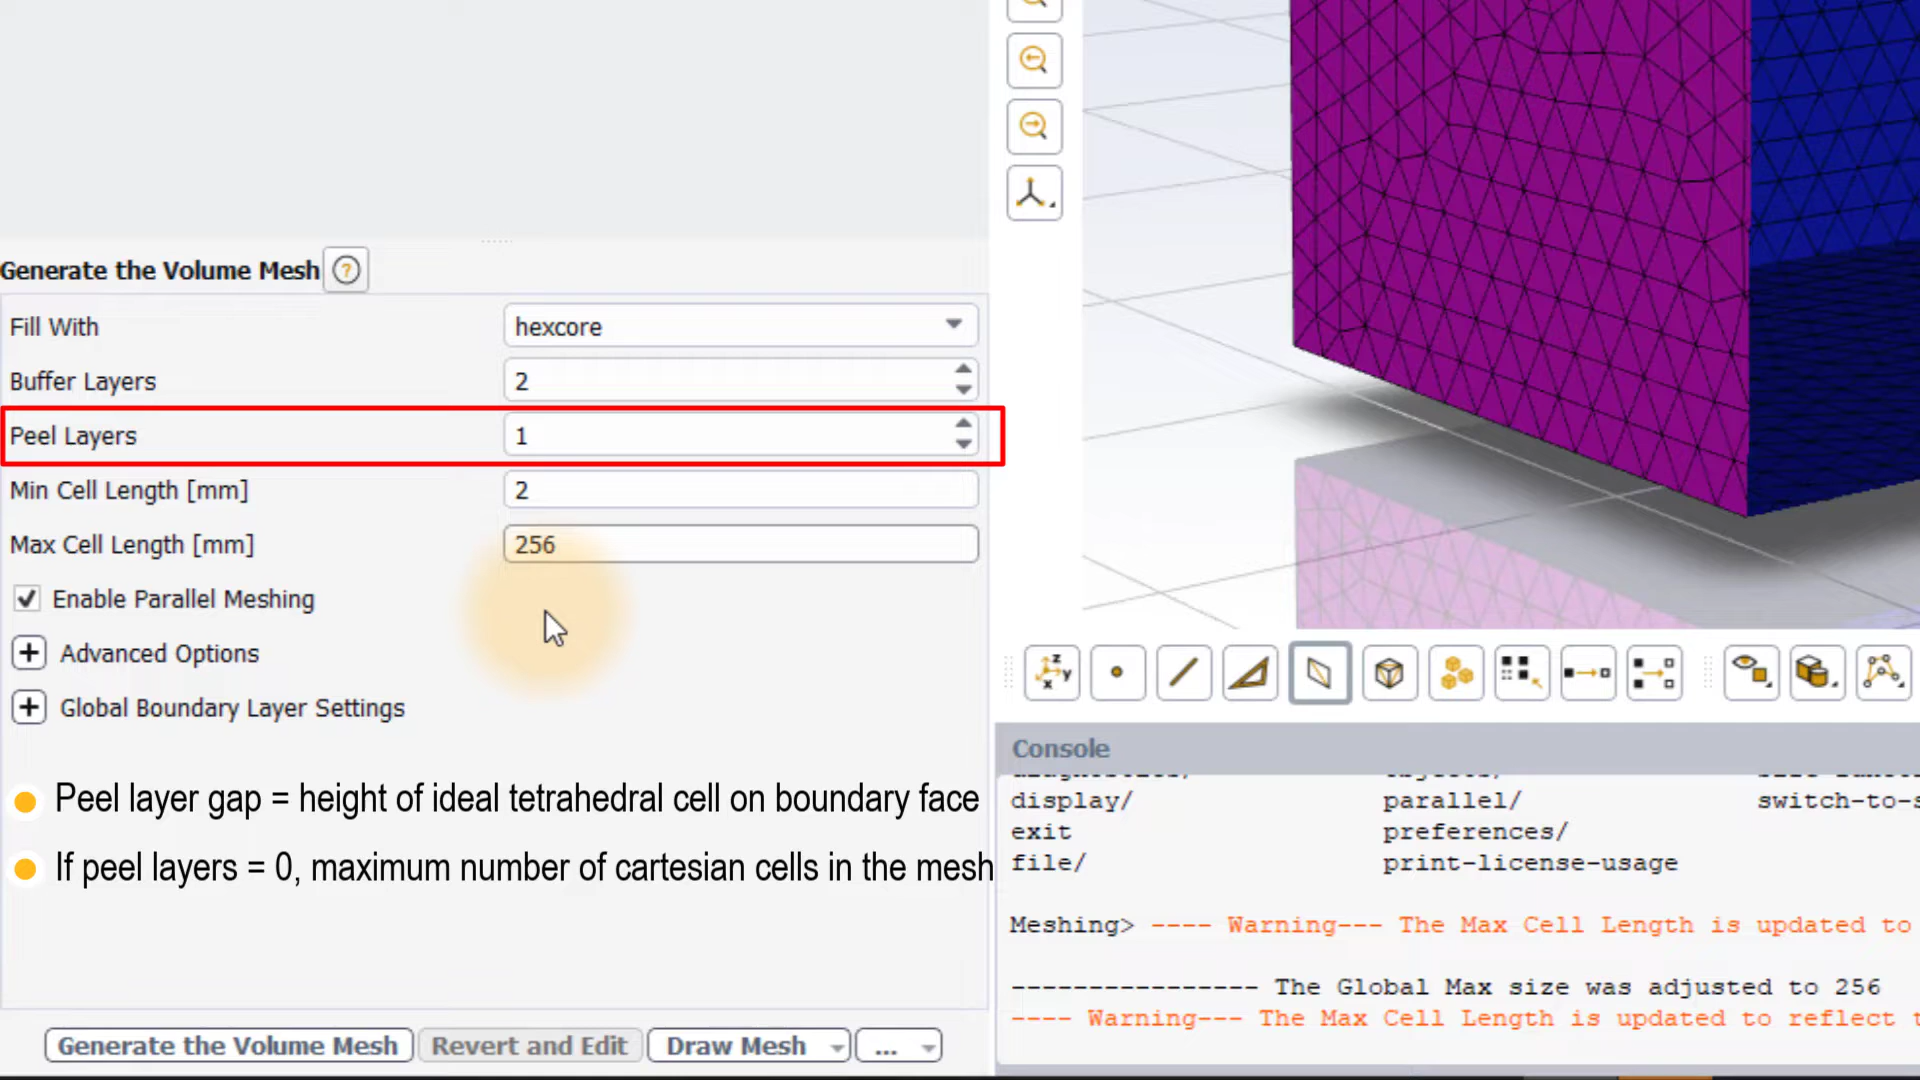 Generate the Volume Mesh
Fill With hexcore
Buffer Layers 2
Peel Layers 1
Min Cell Length [mm] 2
Max Cell Length [mm] 256
Enable Parallel Meshing
Advanced Options
Global Boundary Layer Settings
Peel layer gap = height of ideal tetrahedral cell on boundary face
If peel layers = 0, maximum number of cartesian cells in the mesh
Generate the Volume Mesh Revert and Edit Draw Mesh ...
z
y
x
Console
display/ parallel/ switch-to-s
exit preferences/
file/ print-license-usage
Meshing> ---- Warning--- The Max Cell Length is updated to
---------------- The Global Max size was adjusted to 256
---- Warning--- The Max Cell Length is updated to reflect t